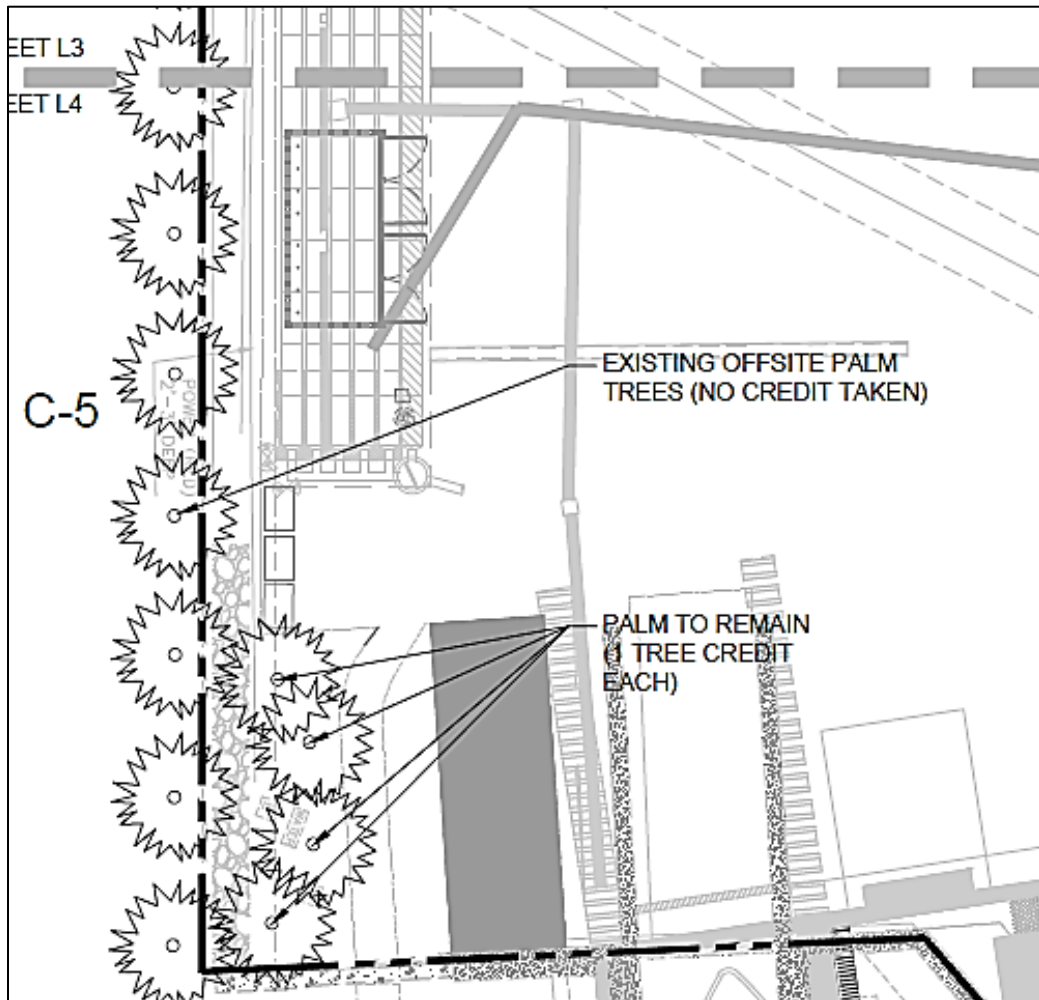 EET L3
EET L4
EXISTING OFFSITE PALM
TREES (NO CREDIT TAKEN)
C-5
PALM TO REMAIN
(1 TREE CREDIT
EACH)